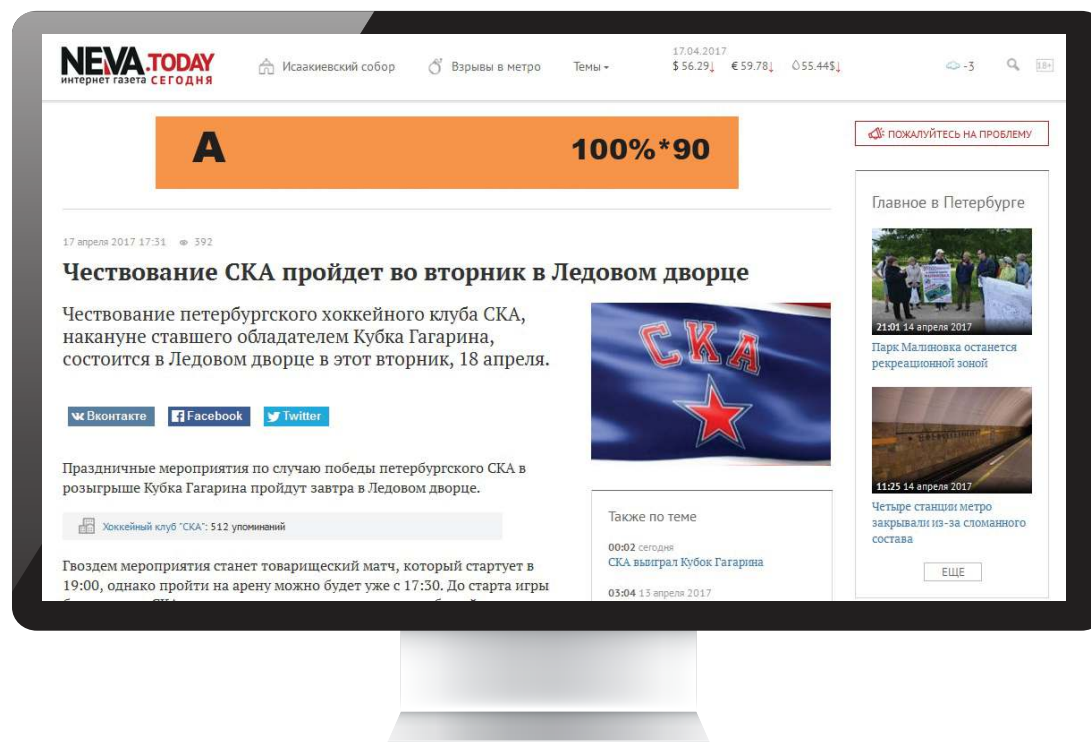 NEVA.TODAY
интернет газета СЕГОДНЯ
Исаакиевский собор
Взрывы в метро
Темы
17.04.2017
$ 56.29↓ € 59.78↓ 55.44$↓
-3
18+
A 100%*90
ПОЖАЛУЙТЕСЬ НА ПРОБЛЕМУ
17 апреля 2017 17:31 392
Чествование СКА пройдет во вторник в Ледовом дворце
Чествование петербургского хоккейного клуба СКА,
накануне ставшего обладателем Кубка Гагарина,
состоится в Ледовом дворце в этот вторник, 18 апреля.
Вконтакте Facebook Twitter
СКА
Праздничные мероприятия по случаю победы петербургского СКА в
розыгрыше Кубка Гагарина пройдут завтра в Ледовом дворце.
Хоккейный клуб "СКА": 512 упоминаний
Гвоздем мероприятия станет товарищеский матч, который стартует в
19:00, однако пройти на арену можно будет уже с 17:30. До старта игры
Также по теме
00:02 сегодня
СКА выиграл Кубок Гагарина
03:04 13 апреля 2017
Главное в Петербурге
21:01 14 апреля 2017
Парк Малиновка останется
рекреационной зоной
11:25 14 апреля 2017
Четыре станции метро
закрывали из-за сломанного
состава
ЕЩЕ